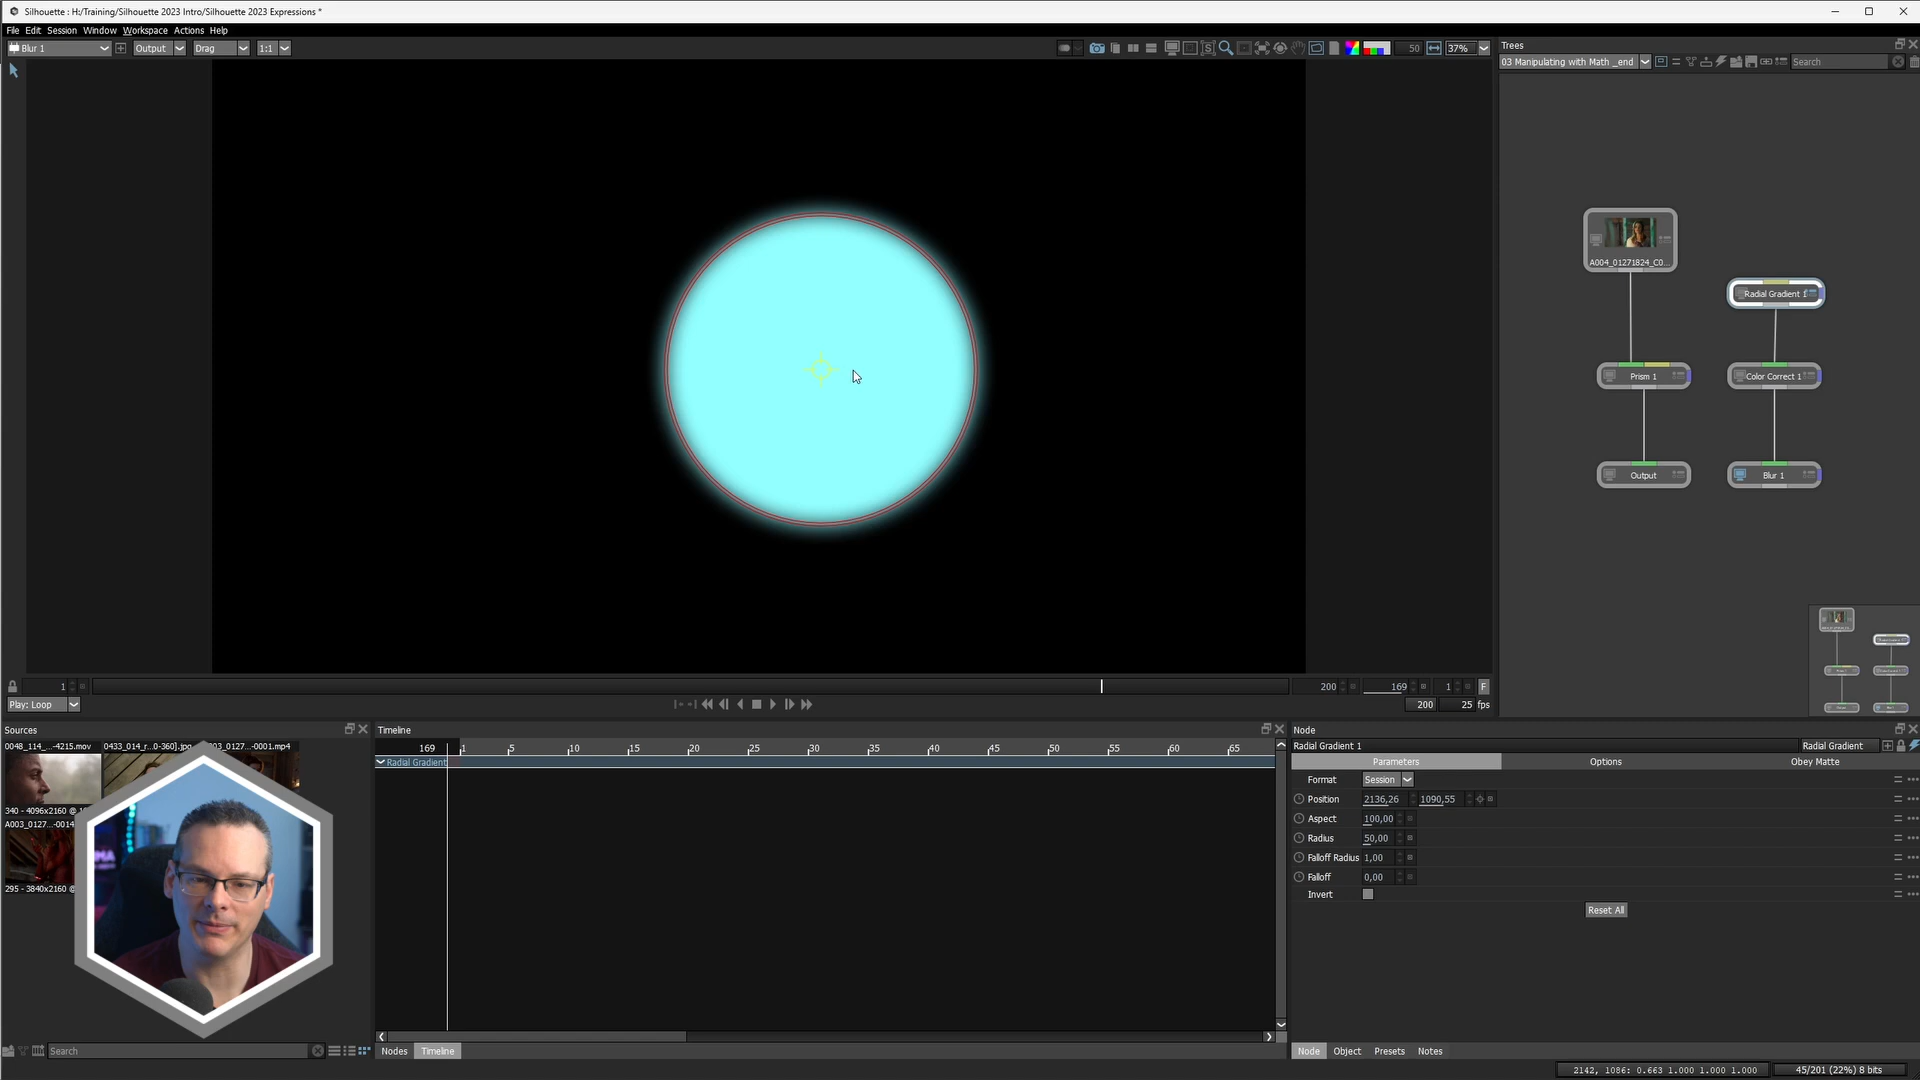 Silhouette : H:/Training/Silhouette 2023 Intro/Silhouette 2023 Expressions *
File Edit Session Window Workspace Actions Help
Blur 1 Output Drag 1:1 50 37%
Trees
03 Manipulating with Math _end Search
A004_01271824_C0...
Radial Gradient 1
Prism 1 Color Correct 1
Output Blur 1
1 200 169 1 F
Play: Loop 200 25 fps
Sources
0048_114_...-4215.mov 0433_014_r...0-360].jpg 003_0127...-0001.mp4
340 - 4096x2160 @
A003_0127...-0014
295 - 3840x2160 @
Search
Timeline
169 1 5 10 15 20 25 30 35 40 45 50 55 60 65
Radial Gradient
Nodes Timeline
Node
Radial Gradient 1 Radial Gradient
Parameters Options Obey Matte
Format Session
Position 2136,26 1090,55
Aspect 100,00
Radius 50,00
Falloff Radius 1,00
Falloff 0,00
Invert
Reset All
Node Object Presets Notes
2142, 1086: 0.663 1.000 1.000 1.000 45/201 (22%) 8 bits